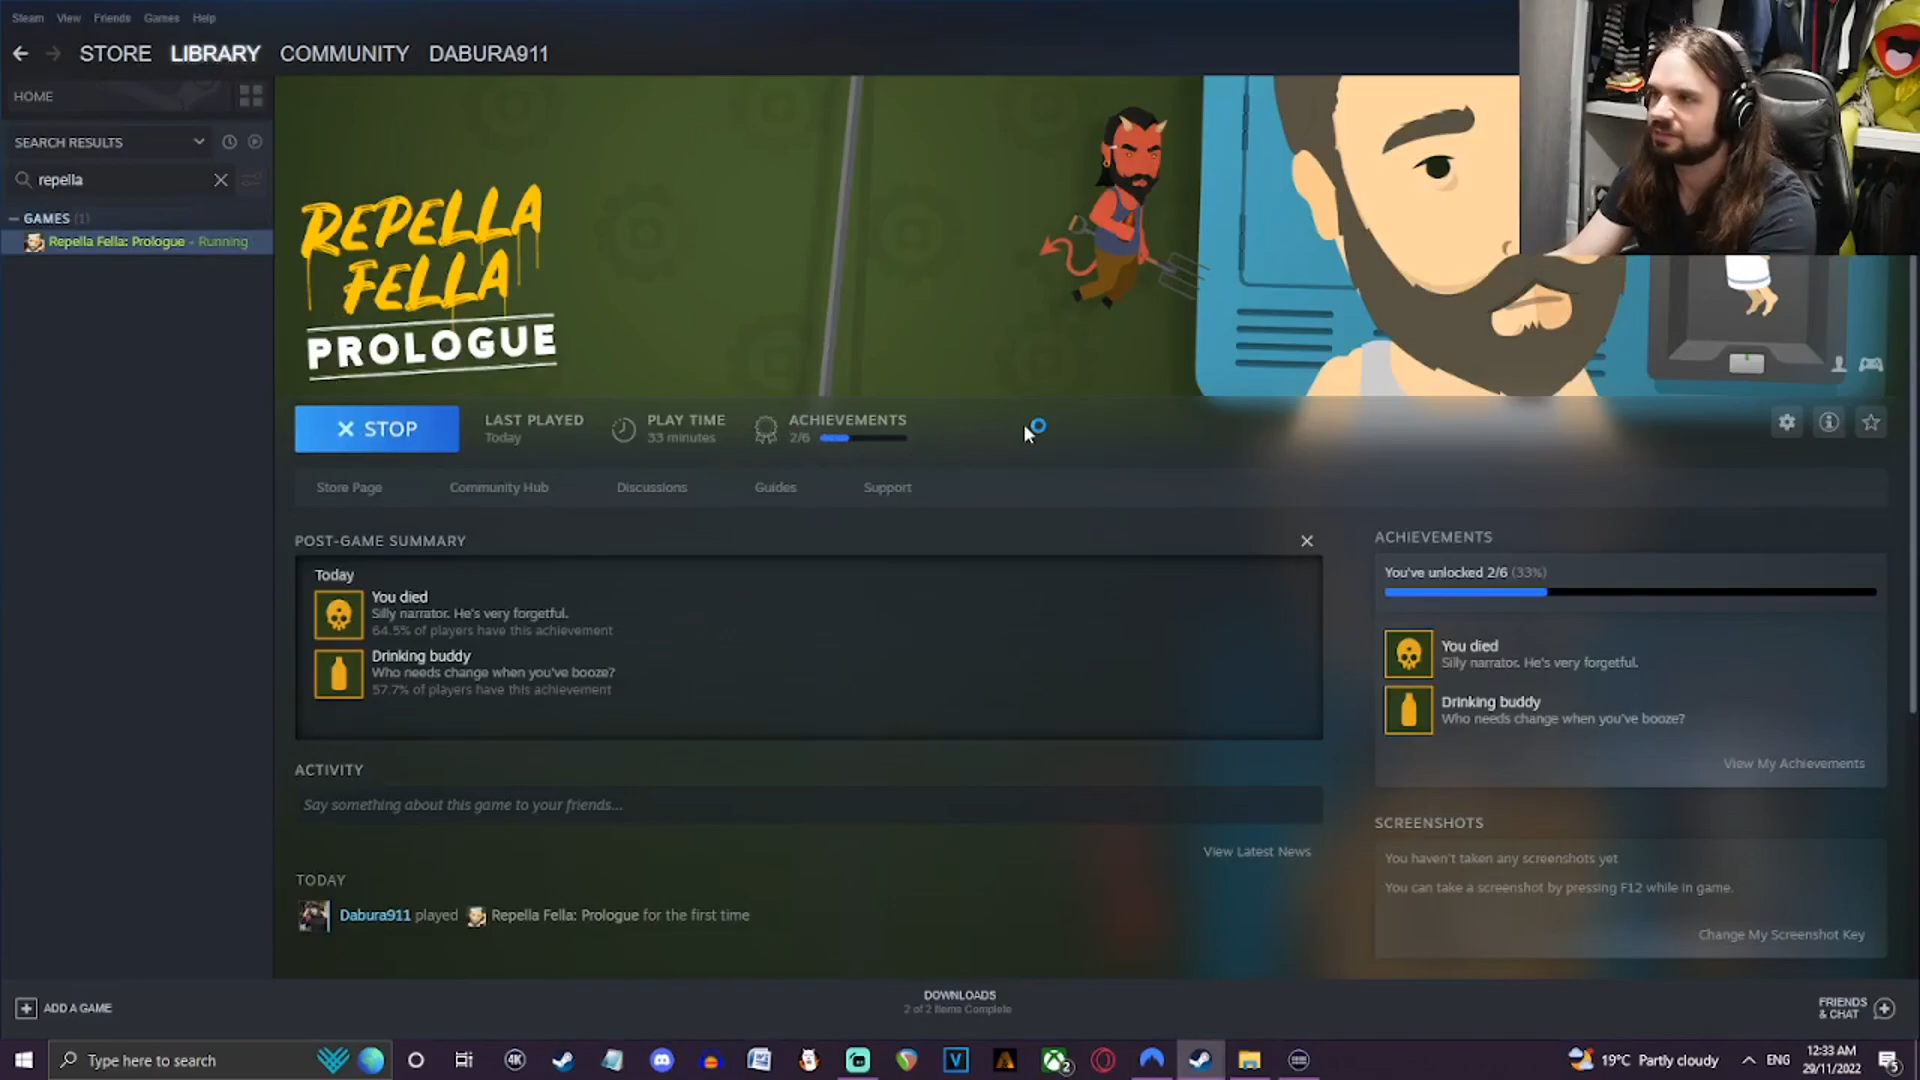 Steam View Friends Games Help
STORE LIBRARY COMMUNITY DABURA911
HOME
SEARCH RESULTS
repella
GAMES (1)
Repella Fella: Prologue - Running
REPELLA
FELLA
PROLOGUE
STOP
LAST PLAYED
Today
PLAY TIME
33 minutes
ACHIEVEMENTS
2/6
Store Page Community Hub Discussions Guides Support
POST-GAME SUMMARY
Today
You died
Silly narrator. He's very forgetful.
64.5% of players have this achievement
Drinking buddy
Who needs change when you've booze?
57.7% of players have this achievement
ACHIEVEMENTS
You've unlocked 2/6 (33%)
You died
Silly narrator. He's very forgetful.
Drinking buddy
Who needs change when you've booze?
View My Achievements
ACTIVITY
Say something about this game to your friends...
View Latest News
SCREENSHOTS
You haven't taken any screenshots yet
You can take a screenshot by pressing F12 while in game.
Change My Screenshot Key
TODAY
Dabura911 played Repella Fella: Prologue for the first time
ADD A GAME
DOWNLOADS
2 of 2 Items Complete
FRIENDS
& CHAT
Type here to search
4K
V
2
19°C Partly cloudy
ENG
12:33 AM
29/11/2022
5